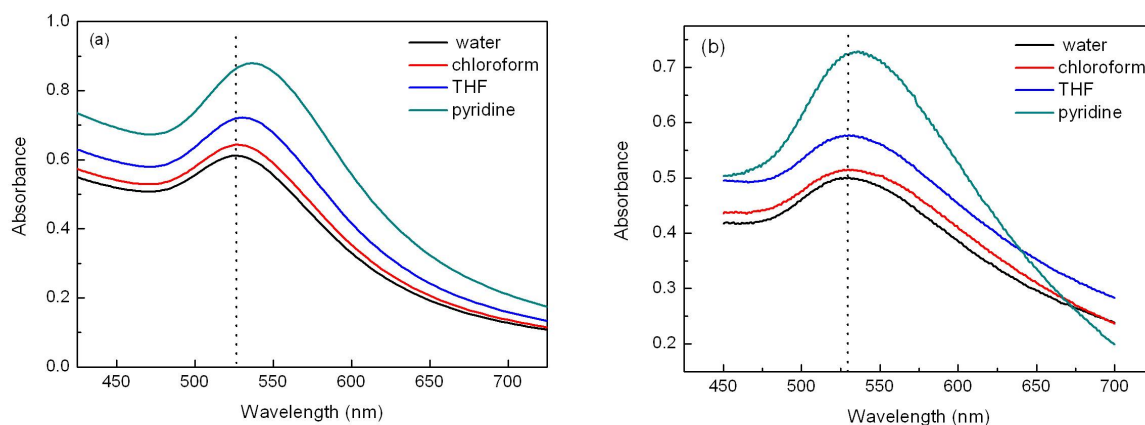 (a)
water
chloroform
THF
pyridine
1.0
0.8
0.6
0.4
0.2
0.0
Absorbance
450 500 550 600 650 700
Wavelength (nm)
(b)
water
chloroform
THF
pyridine
0.7
0.6
0.5
0.4
0.3
0.2
Absorbance
450 500 550 600 650 700
Wavelength (nm)